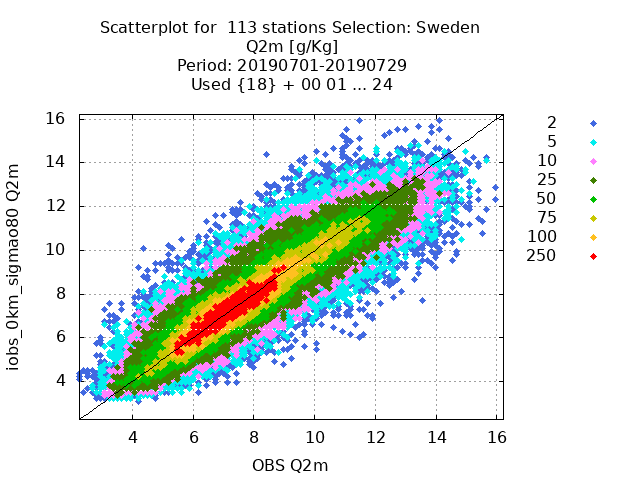 Scatterplot for  113 stations Selection: Sweden
Q2m [g/Kg]
Period: 20190701-20190729
Used {18} + 00 01 ... 24
iobs_0km_sigmao80 Q2m
16
14
12
10
8
6
4
4 6 8 10 12 14 16
OBS Q2m
2
5
10
25
50
75
100
250